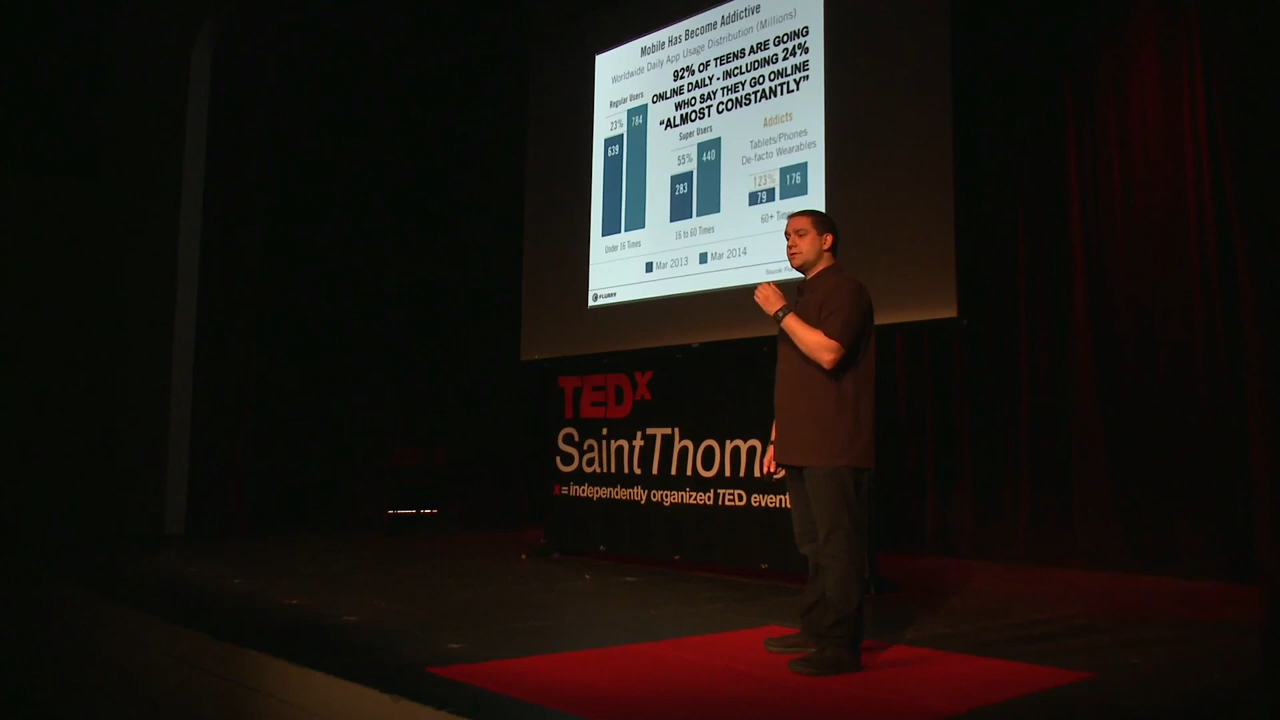 Mobile Has Become Addictive
Worldwide Daily App Usage Distribution (Millions)
92% OF TEENS ARE GOING
ONLINE DAILY - INCLUDING 24%
WHO SAY THEY GO ONLINE
“ALMOST CONSTANTLY”
Regular Users
23%
639
784
Under 16 Times
Super Users
55%
283
440
16 to 60 Times
Addicts
Tablets/Phones
De-facto Wearables
123%
79
176
60+
Mar 2013
Mar 2014
Source:
FLURRY
TEDx
SaintThom
x = independently organized TED event